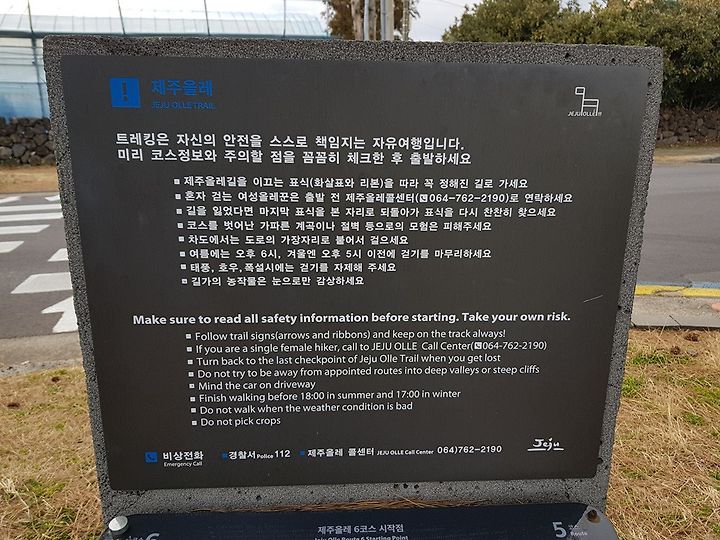 제주올레
JEJU OLLE TRAIL
JEJU OLLE
트레킹은 자신의 안전을 스스로 책임지는 자유여행입니다.
미리 코스정보와 주의할 점을 꼼꼼히 체크한 후 출발하세요
■ 제주올레길을 이끄는 표식(화살표와 리본)을 따라 꼭 정해진 길로 가세요
■ 혼자 걷는 여성올레꾼은 출발 전 제주올레콜센터(064-762-2190)로 연락하세요
■ 길을 잃었다면 마지막 표식을 본 자리로 되돌아가 표식을 다시 찬찬히 찾으세요
■ 코스를 벗어난 가파른 계곡이나 절벽 등으로의 모험은 피해주세요
■ 차도에서는 도로의 가장자리로 붙어서 걸으세요
■ 여름에는 오후 6시, 겨울엔 오후 5시 이전에 걷기를 마무리하세요
■ 태풍, 호우, 폭설시에는 걷기를 자제해 주세요
■ 길가의 농작물은 눈으로만 감상하세요
Make sure to read all safety information before starting. Take your own risk.
■ Follow trail signs(arrows and ribbons) and keep on the track always!
■ If you are a single female hiker, call to JEJU OLLE Call Center(064-762-2190)
■ Turn back to the last checkpoint of Jeju Olle Trail when you get lost
■ Do not try to be away from appointed routes into deep valleys or steep cliffs
■ Mind the car on driveway
■ Finish walking before 18:00 in summer and 17:00 in winter
■ Do not walk when the weather condition is bad
■ Do not pick crops
비상전화 ■ 경찰서 Police 112 ■ 제주올레 콜센터 JEJU OLLE Call Center 064)762-2190
Emergency Call
Jeju
제주올레 6코스 시작점
Jeju Olle Route 6 Starting Point
6
5 코스
Route